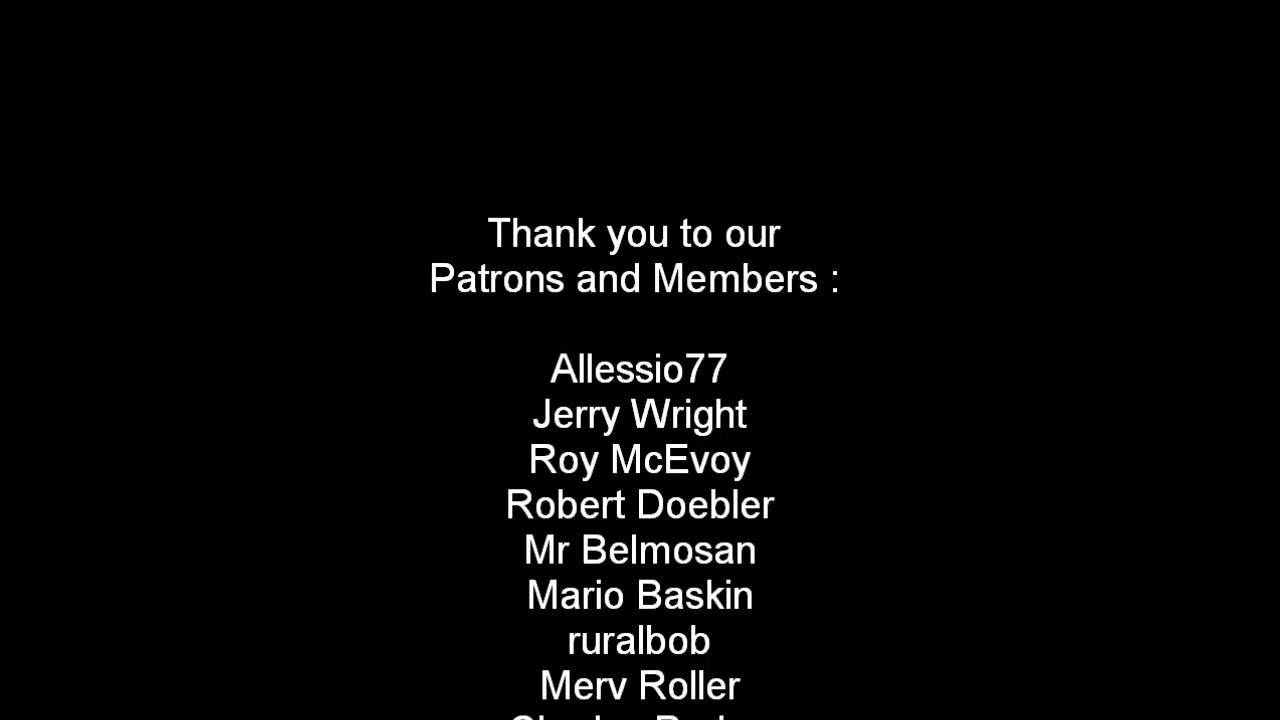 Thank you to our
Patrons and Members :
Allessio77
Jerry Wright
Roy McEvoy
Robert Doebler
Mr Belmosan
Mario Baskin
ruralbob
Merv Roller